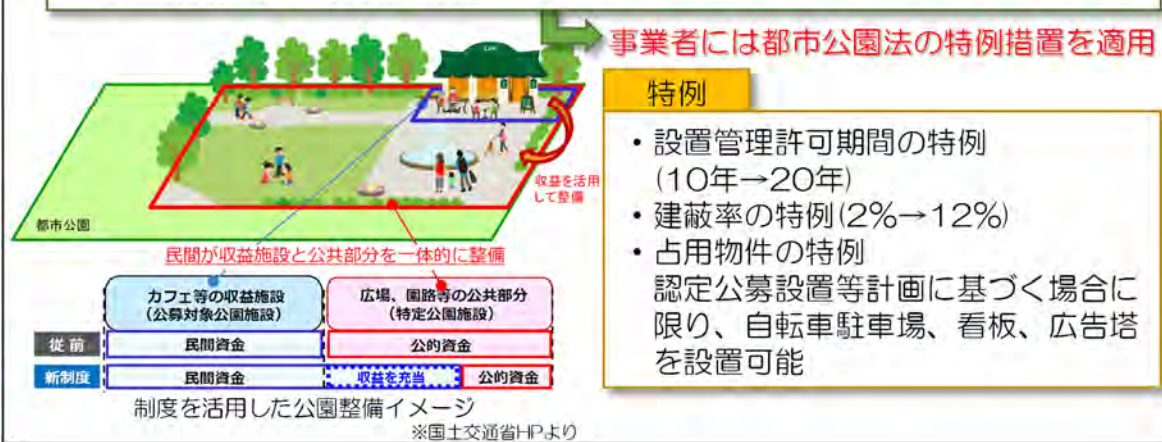 事業者には都市公園法の特例措置を適用
収益を活用
して整備
都市公園
民間が収益施設と公共部分を一体的に整備
カフェ等の収益施設
(公募対象公園施設)
広場、園路等の公共部分
(特定公園施設)
従前
民間資金
公的資金
新制度
民間資金
収益を充当
公的資金
制度を活用した公園整備イメージ
※国土交通省HPより
特例
・設置管理許可期間の特例
(10年→20年)
・建蔽率の特例(2%→12%)
・占用物件の特例
認定公募設置等計画に基づく場合に
限り、自転車駐車場、看板、広告塔
を設置可能